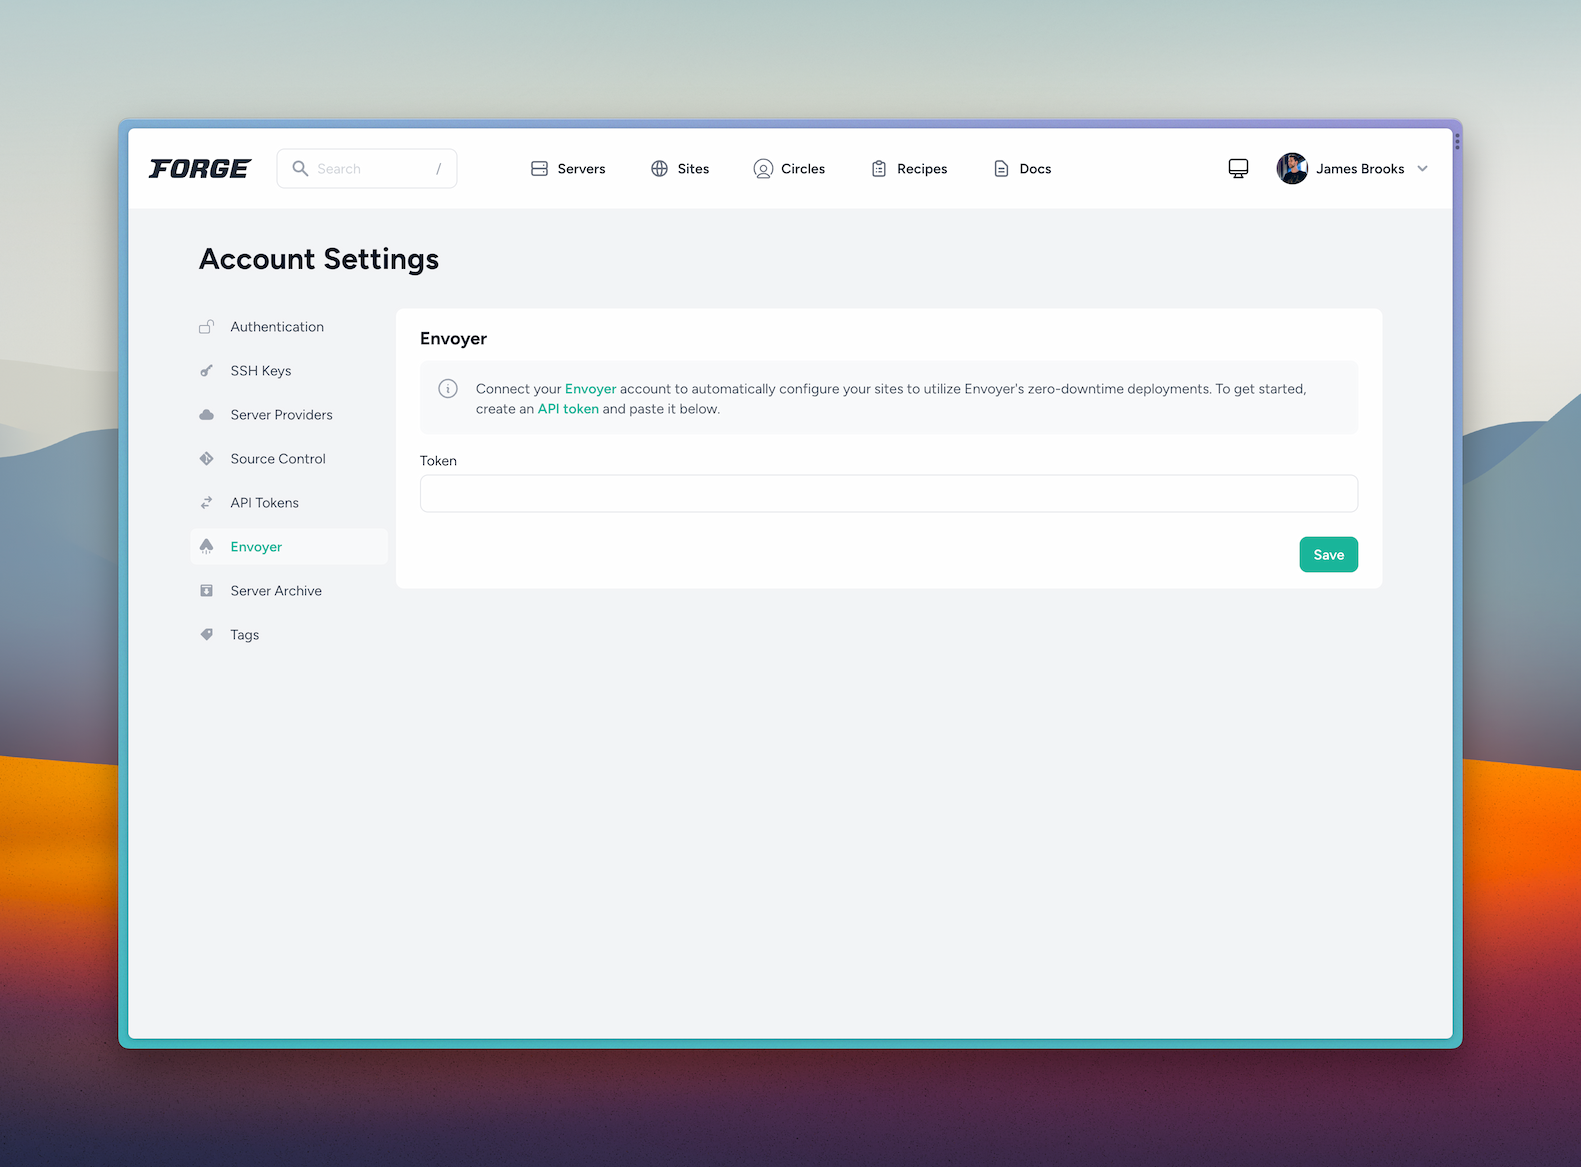 FORGE
Search /
Servers
Sites
Circles
Recipes
Docs
James Brooks
Account Settings
Authentication
SSH Keys
Server Providers
Source Control
API Tokens
Envoyer
Server Archive
Tags
Envoyer
Connect your Envoyer account to automatically configure your sites to utilize Envoyer's zero-downtime deployments. To get started,
create an API token and paste it below.
Token
Save